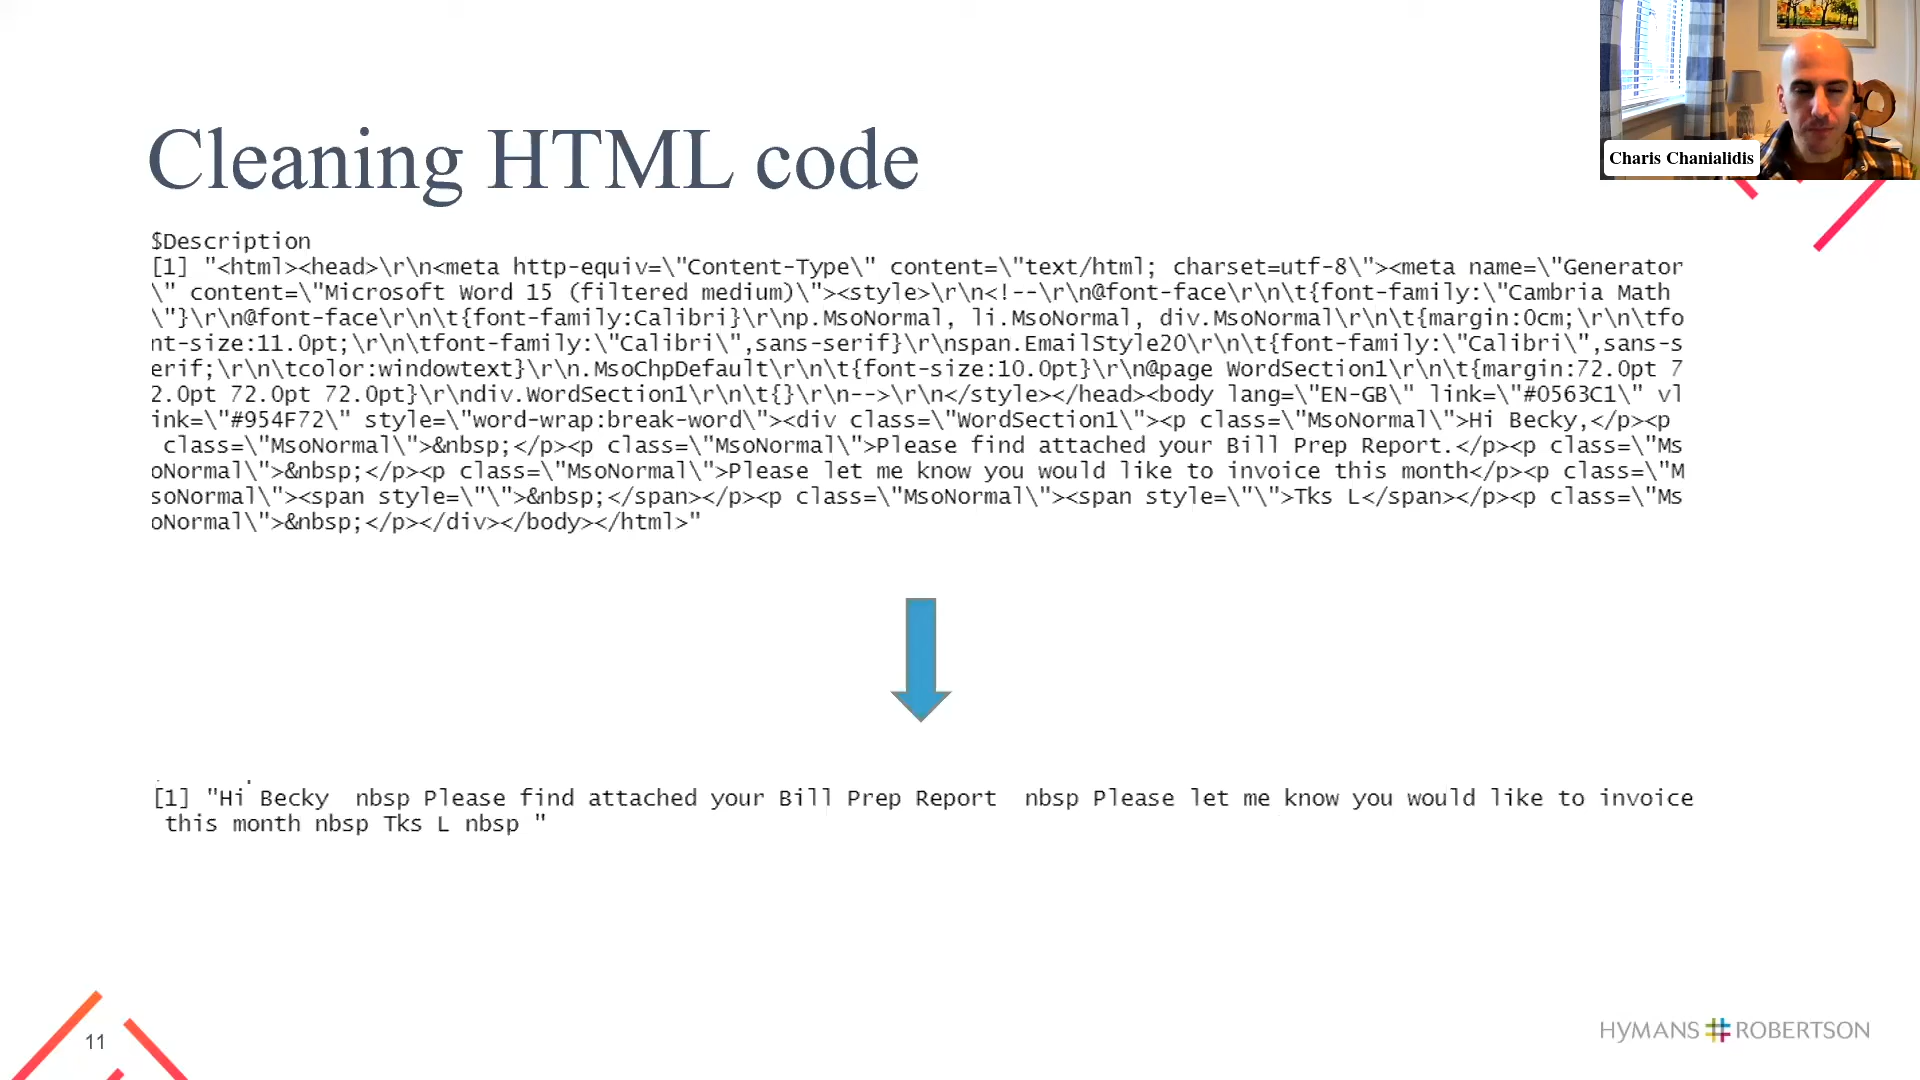 Charis Chanialidis
Cleaning HTML code
$Description
[1] "<html><head>\r\n<meta http-equiv=\"Content-Type\" content=\"text/html; charset=utf-8\"><meta name=\"Generator
\" content=\"Microsoft Word 15 (filtered medium)\"><style>\r\n<!--\r\n@font-face\r\n\t{font-family:\"Cambria Math
\"}\r\n@font-face\r\n\t{font-family:Calibri}\r\np.MsoNormal, li.MsoNormal, div.MsoNormal\r\n\t{margin:0cm;\r\n\tfo
nt-size:11.0pt;\r\n\tfont-family:\"Calibri\",sans-serif}\r\nspan.EmailStyle20\r\n\t{font-family:\"Calibri\",sans-s
erif;\r\n\tcolor:windowtext}\r\n.MsoChpDefault\r\n\t{font-size:10.0pt}\r\n@page WordSection1\r\n\t{margin:72.0pt 7
2.0pt 72.0pt 72.0pt}\r\ndiv.WordSection1\r\n\t{}\r\n-->\r\n</style></head><body lang=\"EN-GB\" link=\"#0563C1\" vl
ink=\"#954F72\" style=\"word-wrap:break-word\"><div class=\"WordSection1\"><p class=\"MsoNormal\">Hi Becky,</p><p
class=\"MsoNormal\">&nbsp;</p><p class=\"MsoNormal\">Please find attached your Bill Prep Report.</p><p class=\"Ms
oNormal\">&nbsp;</p><p class=\"MsoNormal\">Please let me know you would like to invoice this month</p><p class=\"M
soNormal\"><span style=\"\">&nbsp;</span></p><p class=\"MsoNormal\"><span style=\"\">Tks L</span></p><p class=\"Ms
oNormal\">&nbsp;</p></div></body></html>"
[1] "Hi Becky  nbsp Please find attached your Bill Prep Report  nbsp Please let me know you would like to invoice
this month nbsp Tks L nbsp "
11
HYMANS # ROBERTSON